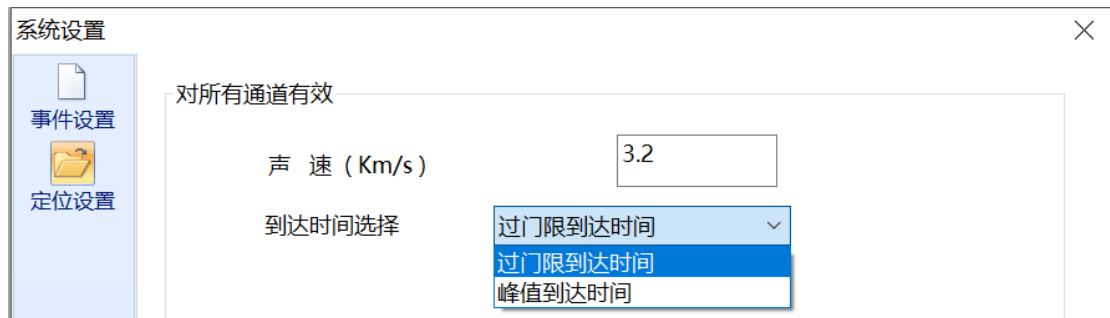 系统设置
事件设置
定位设置
对所有通道有效
声 速（Km/s） 3.2
到达时间选择 过门限到达时间
过门限到达时间
峰值到达时间